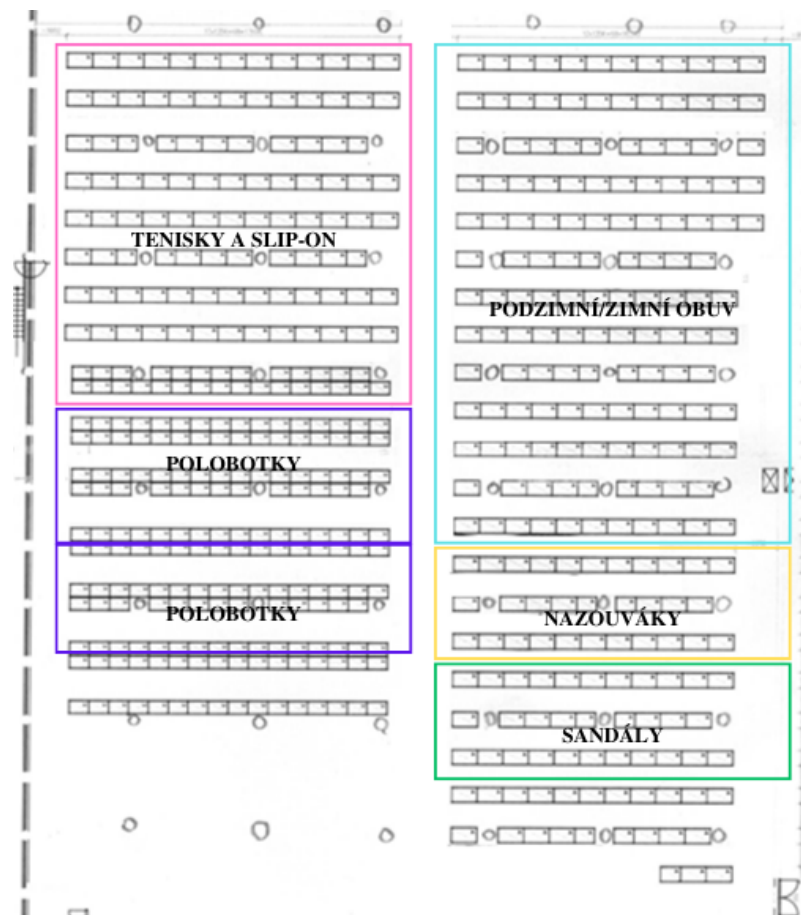 TENISKY A SLIP-ON
PODZIMNÍ/ZIMNÍ OBUV
POLOBOTKY
POLOBOTKY
NAZOUVÁKY
SANDÁLY